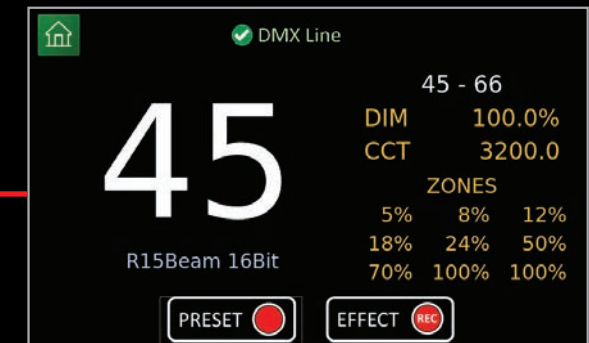 DMX Line
45
R15Beam 16Bit
45 - 66
DIM 100.0%
CCT 3200.0
ZONES
5% 8% 12%
18% 24% 50%
70% 100% 100%
PRESET
EFFECT REC